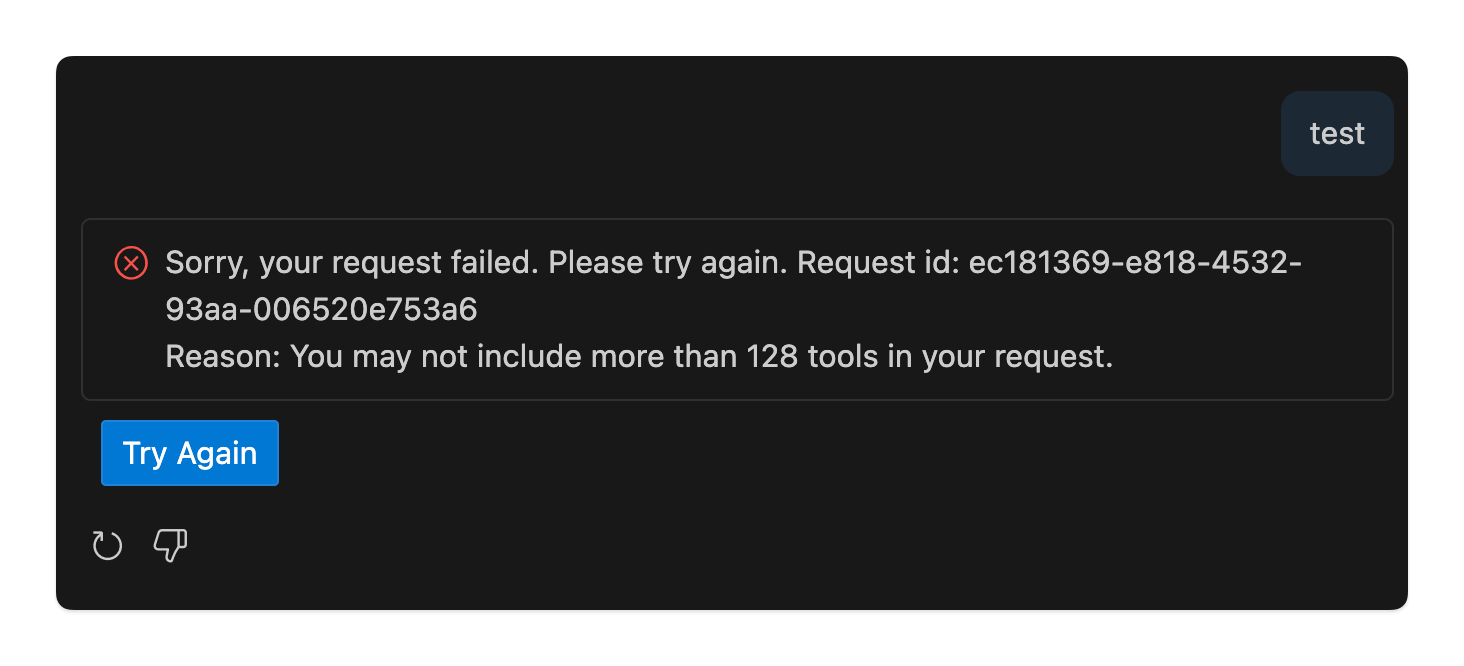 test
Sorry, your request failed. Please try again. Request id: ec181369-e818-4532-
93aa-006520e753a6
Reason: You may not include more than 128 tools in your request.
Try Again